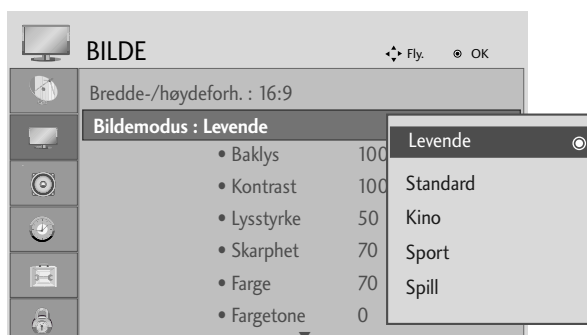 BILDE
Fly. OK
Bredde-/høydeforh. : 16:9
Bildemodus : Levende
• Baklys 100
• Kontrast 100
• Lysstyrke 50
• Skarphet 70
• Farge 70
• Fargetone 0
Levende
Standard
Kino
Sport
Spill